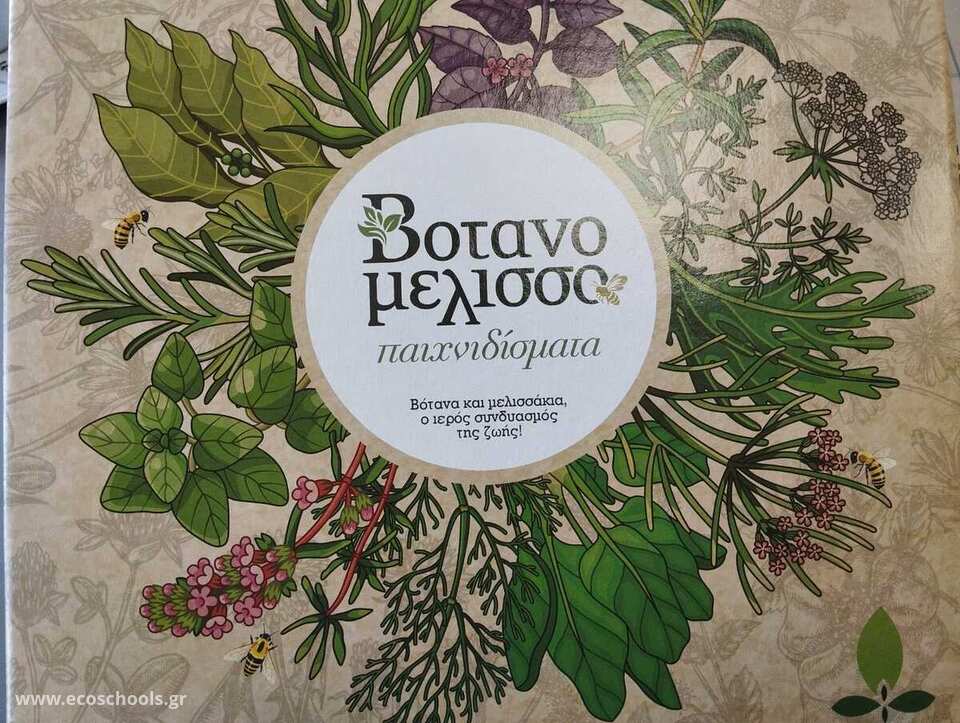 Βοτανο
μελισσο
παιχνιδίσματα
Βότανα και μελισσάκια,
ο ιερός συνδυασμός
της ζωής!
www.ecoschools.gr